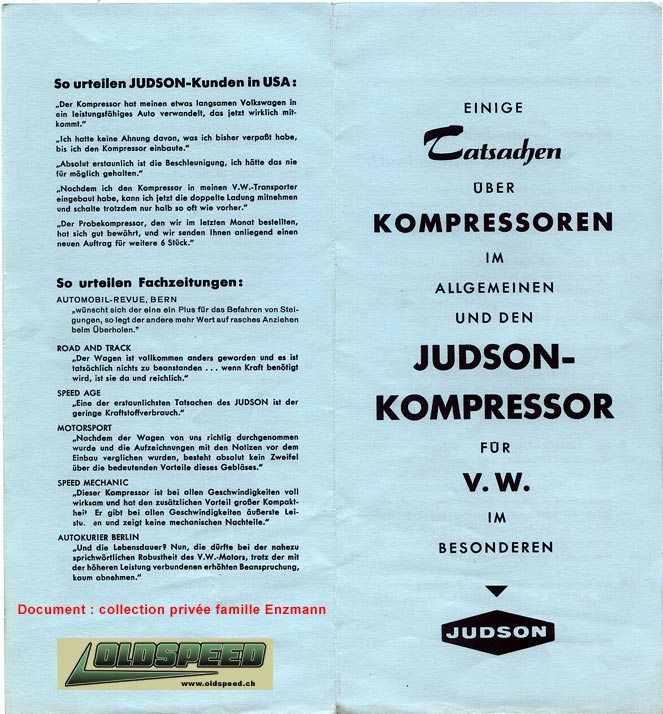 So urteilen JUDSON-Kunden in USA:
„Der Kompressor hat meinen etwas langsamen Volkswagen in
ein leistungsfähiges Auto verwandelt, das jetzt wirklich mit-
kommt.“
„Ich hatte keine Ahnung davon, was ich bisher verpaßt habe,
bis ich den Kompressor einbaute.“
„Absolut erstaunlich ist die Beschleunigung, ich hätte das nie
für möglich gehalten.“
„Nachdem ich den Kompressor in meinen V.W.-Transporter
eingebaut habe, kann ich jetzt die doppelte Ladung mitnehmen
und schalte trotzdem nur halb so oft wie vorher.“
„Der Probekompressor, den wir im letzten Monat bestellten,
hat sich gut bewährt, und wir senden Ihnen anliegend einen
neuen Auftrag für weitere 6 Stück.“
So urteilen Fachzeitungen:
AUTOMOBIL-REVUE, BERN
„wünscht sich der eine ein Plus für das Befahren von Stei-
gungen, so legt der andere mehr Wert auf rasches Anziehen
beim Überholen."
ROAD AND TRACK
„Der Wagen ist vollkommen anders geworden und es ist
tatsächlich nichts zu beanstanden . . . wenn Kraft benötigt
wird, ist sie da und reichlich.“
SPEED AGE
„Eine der erstaunlichsten Tatsachen des JUDSON ist der
geringe Kraftstoffverbrauch.“
MOTORSPORT
„Nachdem der Wagen von uns richtig durchgenommen
wurde und die Aufzeichnungen mit den Notizen vor dem
Einbau verglichen wurden, besteht absolut kein Zweifel
über die bedeutenden Vorteile dieses Gebläses.“
SPEED MECHANIC
„Dieser Kompressor ist bei allen Geschwindigkeiten voll
wirksam und hat den zusätzlichen Vorteil großer Kompakt-
heit Er gibt bei allen Geschwindigkeiten äußerste Lei-
stu an und zeigt keine mechanischen Nachteile.“
AUTOKURIER BERLIN
„Und die Lebensdauer? Nun, die dürfte bei der nahezu
sprichwörtlichen Robustheit des V.W.-Motors, trotz der mit
der höheren Leistung verbundenen erhöhten Beanspruchung,
kaum abnehmen.“
Document : collection privée famille Enzmann
OLDSPEED
www.oldspeed.ch
EINIGE
Tatsachen
ÜBER
KOMPRESSOREN
IM
ALLGEMEINEN
UND DEN
JUDSON-
KOMPRESSOR
FÜR
V. W.
IM
BESONDEREN
JUDSON